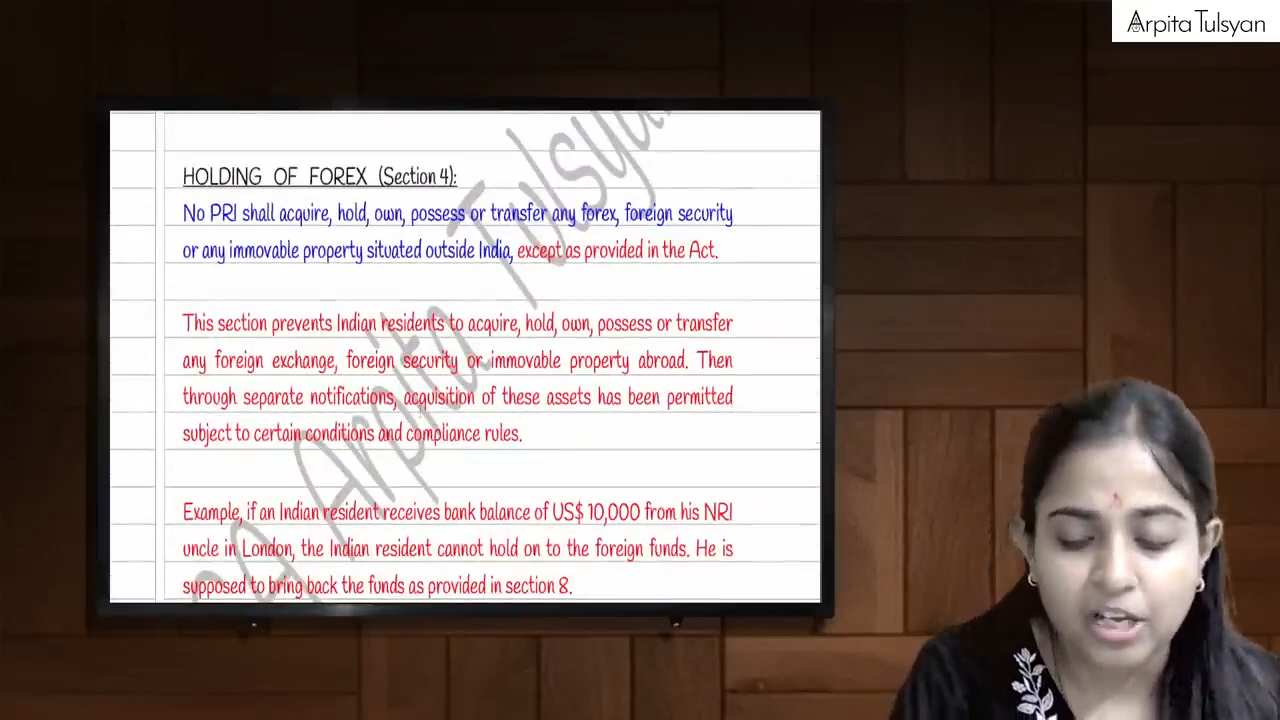 Arpita Tulsyan
HOLDING OF FOREX (Section 4):
No PRI shall acquire, hold, own, possess or transfer any forex, foreign security
or any immovable property situated outside India, except as provided in the Act.
This section prevents Indian residents to acquire, hold, own, possess or transfer
any foreign exchange, foreign security or immovable property abroad. Then
through separate notifications, acquisition of these assets has been permitted
subject to certain conditions and compliance rules.
Example, if an Indian resident receives bank balance of US$ 10,000 from his NRI
uncle in London, the Indian resident cannot hold on to the foreign funds. He is
supposed to bring back the funds as provided in section 8.
Arpita Tulsyan